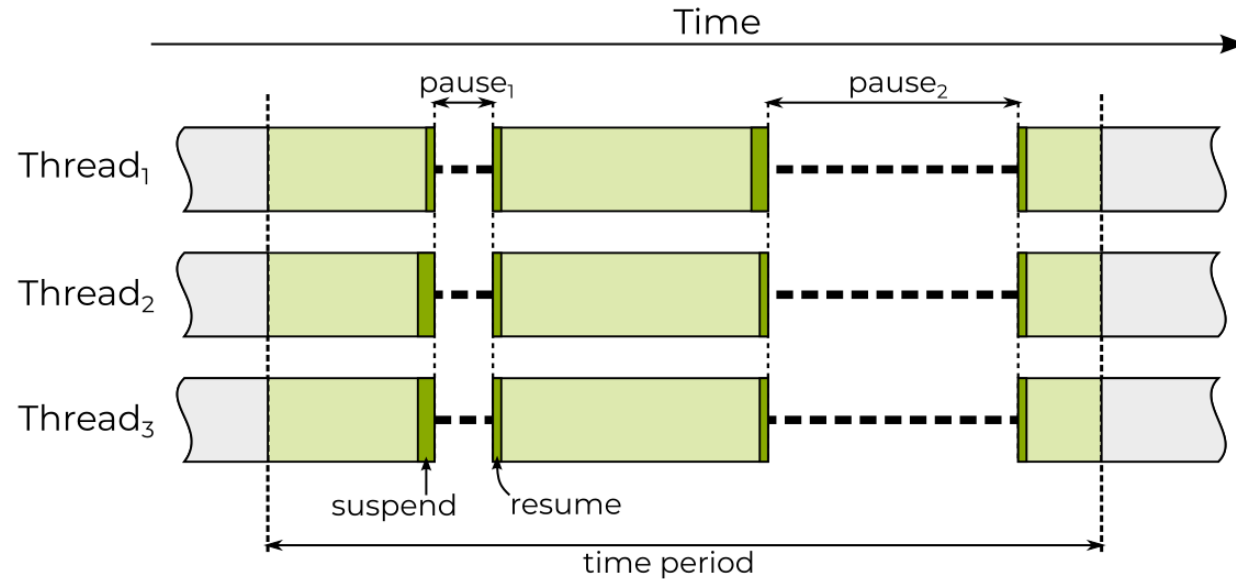 Time
pause₁
pause₂
Thread₁
Thread₂
Thread₃
suspend
resume
time period